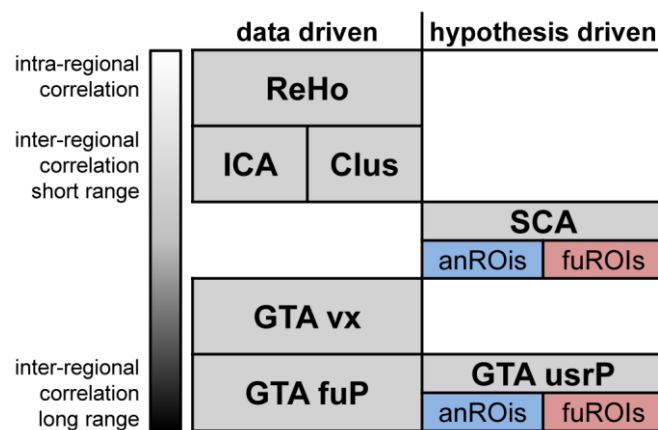 data driven hypothesis driven
intra-regional
correlation
ReHo
inter-regional
correlation
short range
ICA Clus
SCA
anROis fuROIs
GTA vx
inter-regional
correlation
long range
GTA fuP GTA usrP
anROis fuROIs